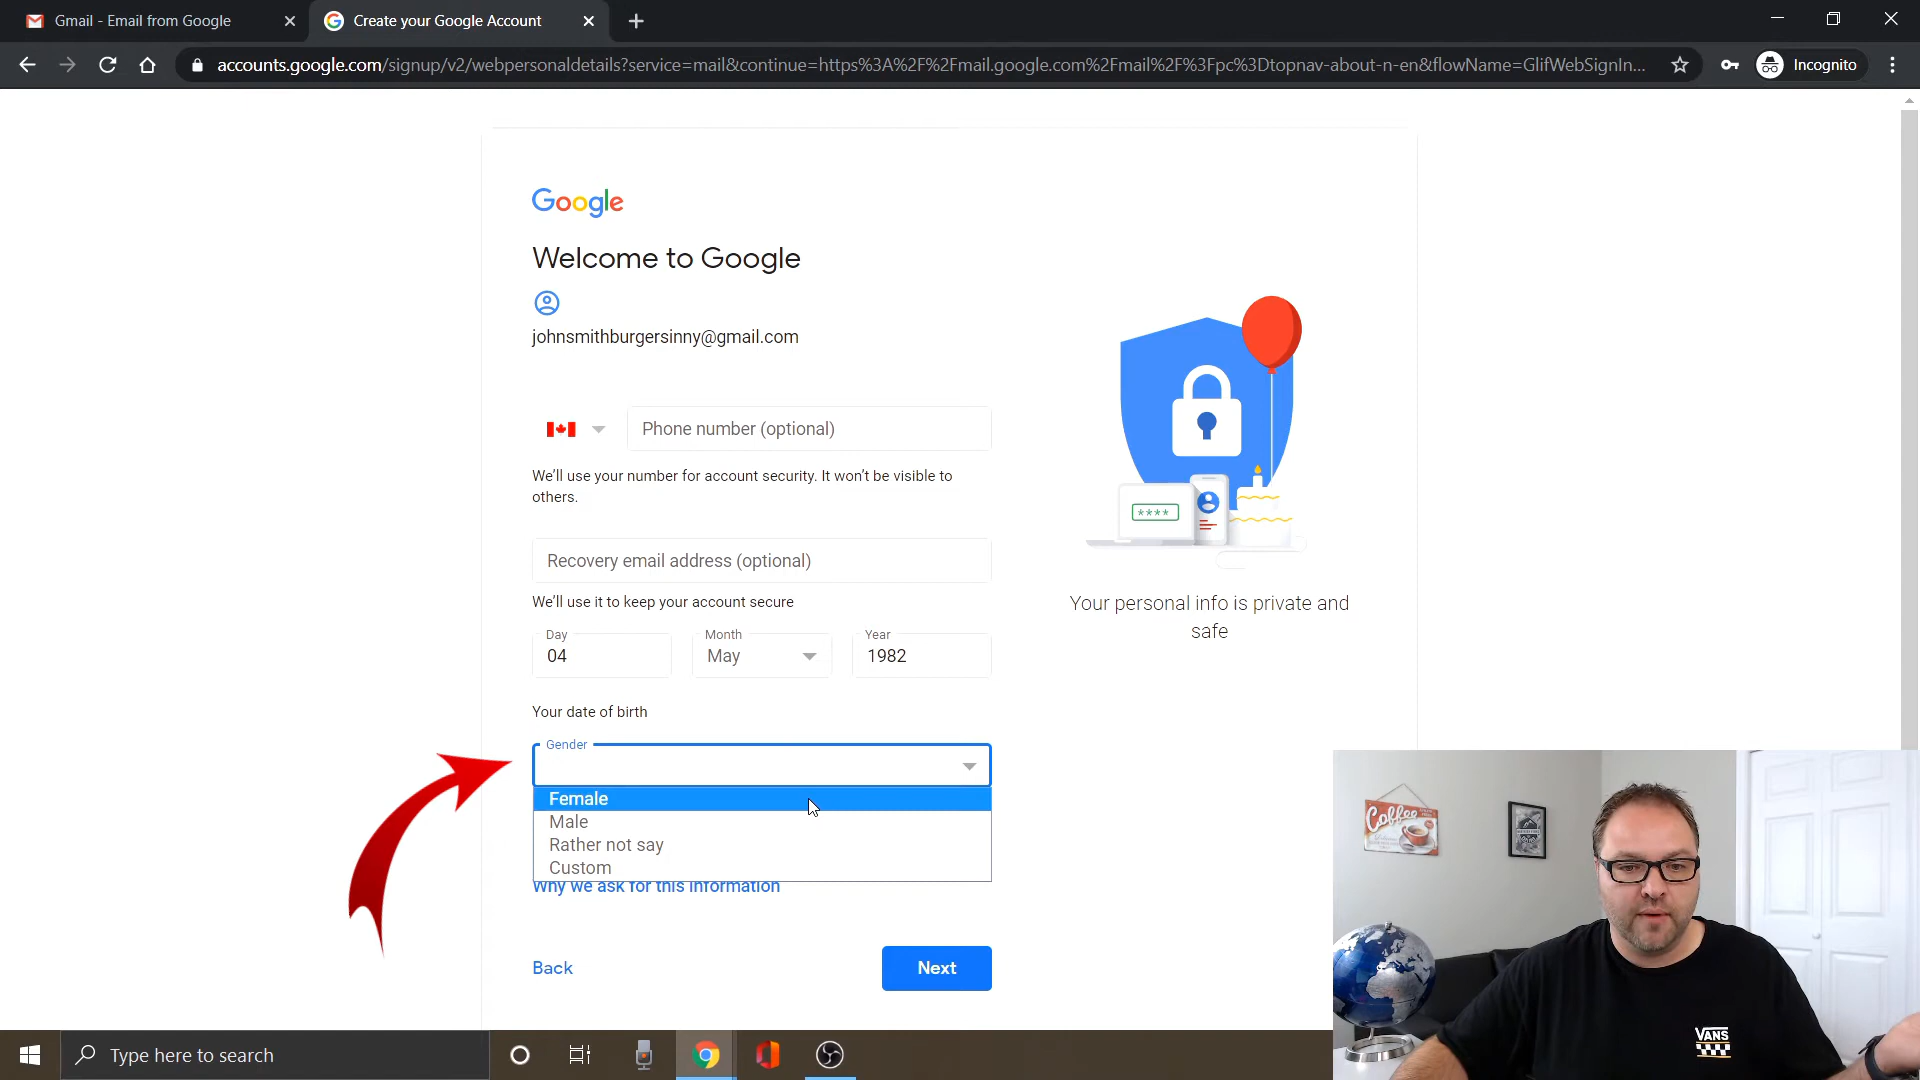 Gmail - Email from Google
Create your Google Account
accounts.google.com/signup/v2/webpersonaldetails?service=mail&continue=https%3A%2F%2Fmail.google.com%2Fmail%2F%3Fpc%3Dtopnav-about-n-en&flowName=GlifWebSignIn...
Incognito
Google
Welcome to Google
johnsmithburgersinny@gmail.com
Phone number (optional)
We'll use your number for account security. It won't be visible to
others.
Recovery email address (optional)
We'll use it to keep your account secure
Day
Month
Year
04
May
1982
Your date of birth
Gender
Female
Male
Rather not say
Custom
Why we ask for this information
Back
Next
****
Your personal info is private and
safe
Coffee
VANS
Type here to search